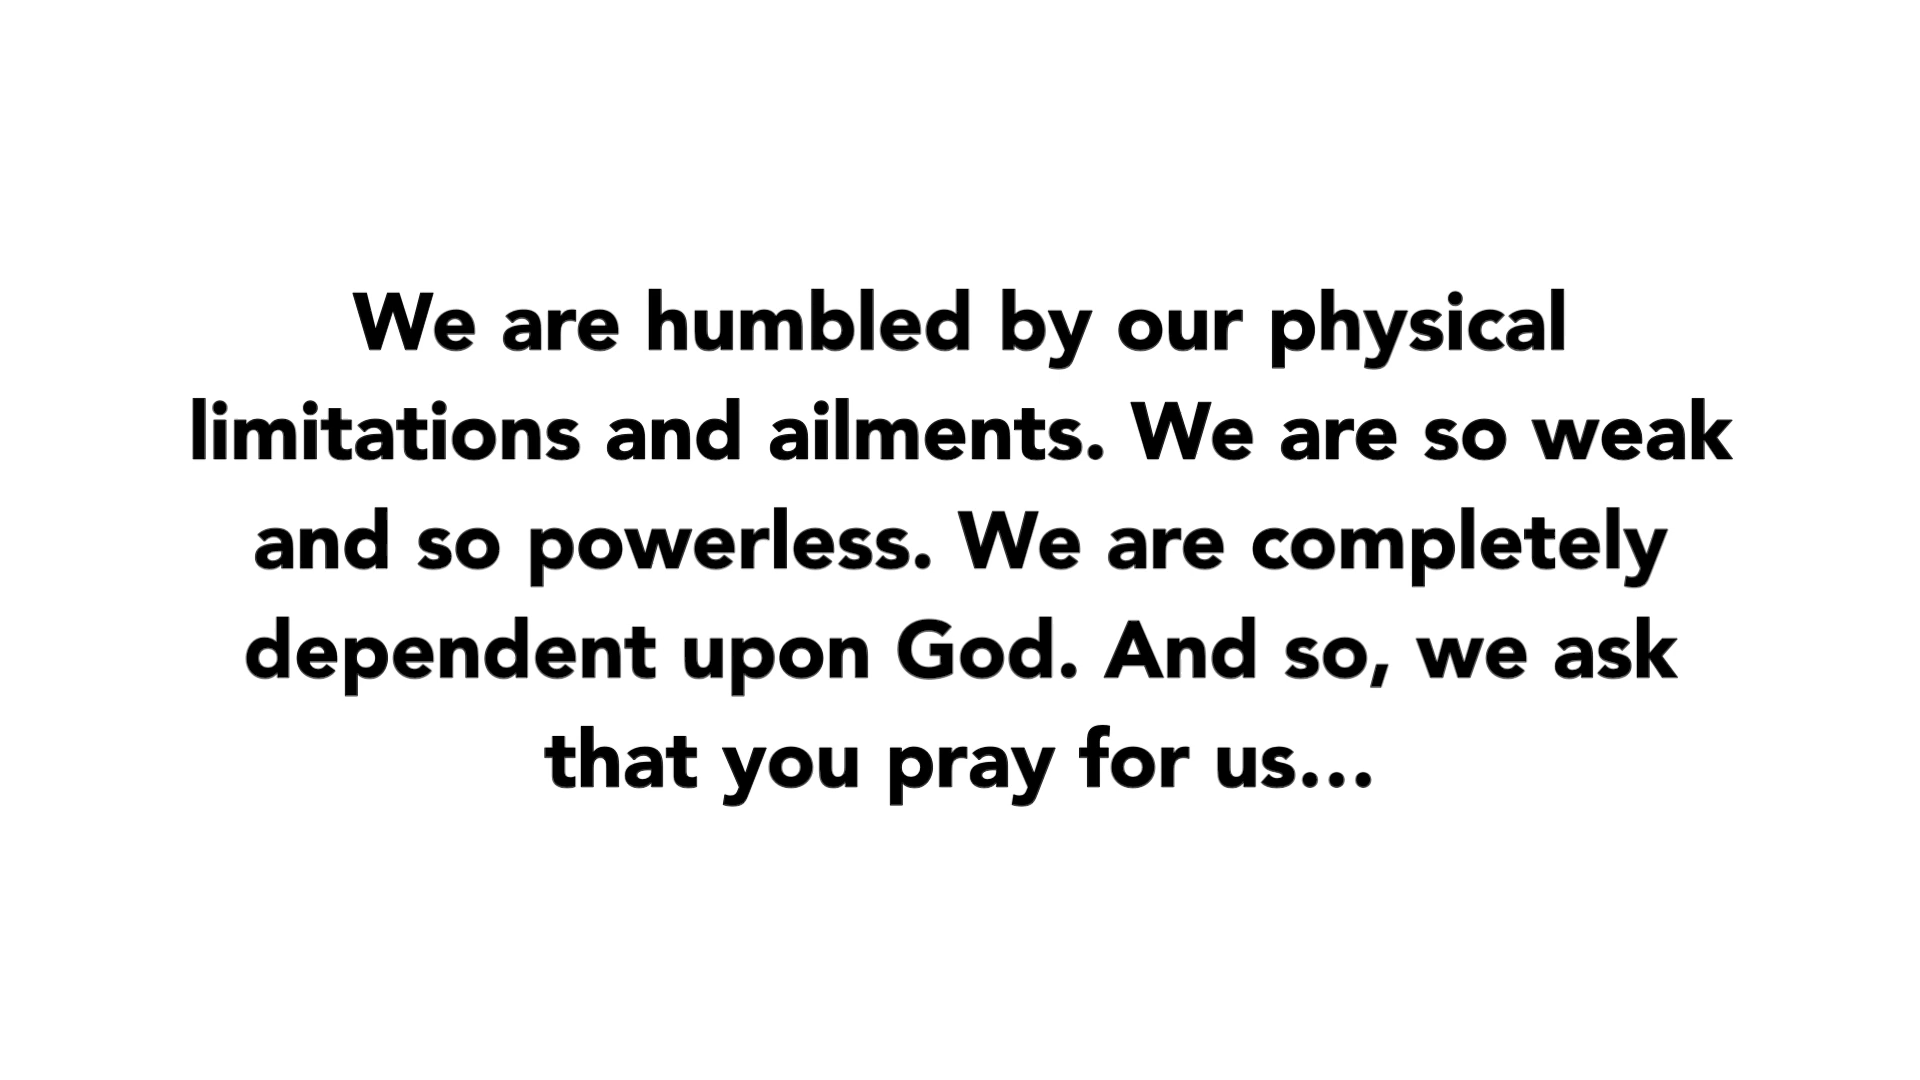 We are humbled by our physical
limitations and ailments. We are so weak
and so powerless. We are completely
dependent upon God. And so, we ask
that you pray for us…